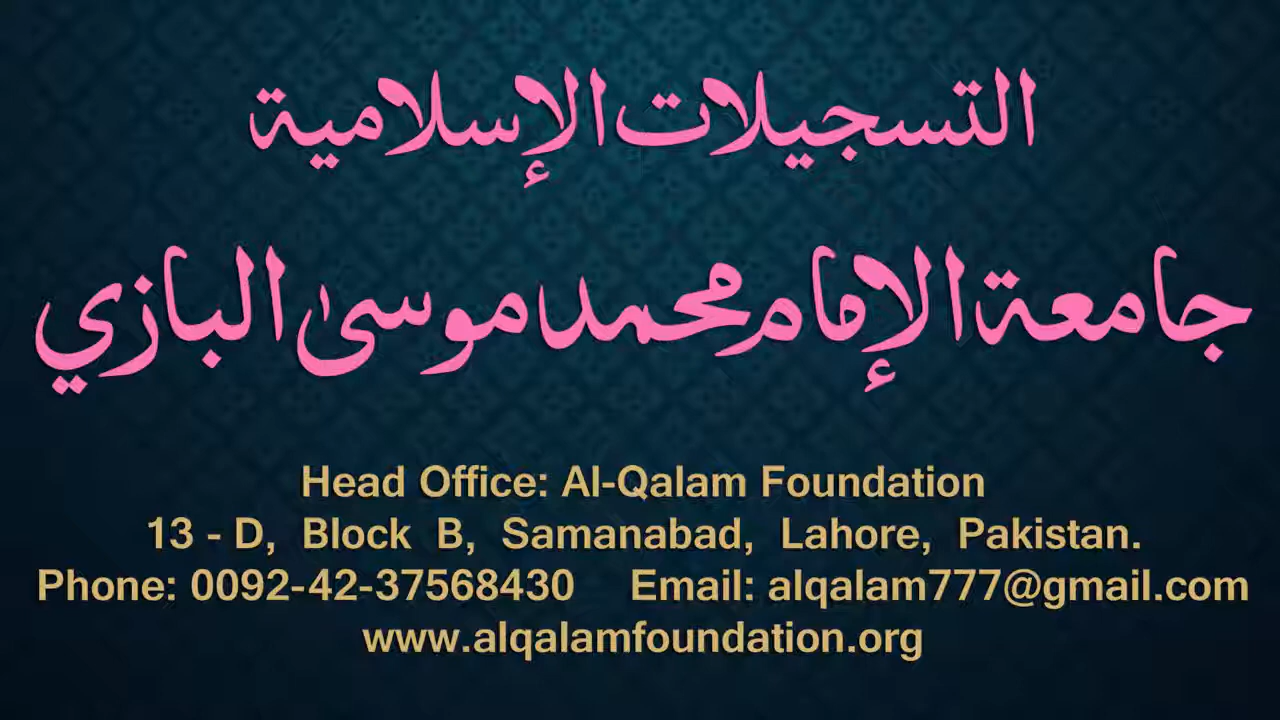 التسجيلات الإسلامية
جامعة الإمام محمد موسىٰ البازي
Head Office: Al-Qalam Foundation
13 - D, Block B, Samanabad, Lahore, Pakistan.
Phone: 0092-42-37568430 Email: alqalam777@gmail.com
www.alqalamfoundation.org